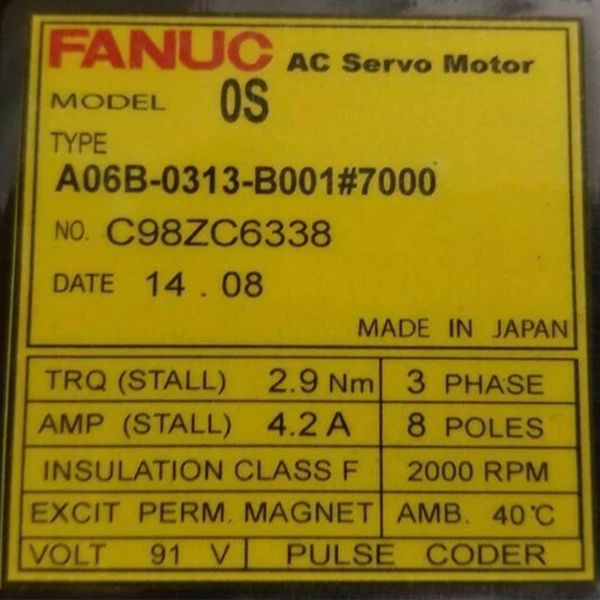 FANUC AC Servo Motor
MODEL 0S
TYPE
A06B-0313-B001#7000
NO. C98ZC6338
DATE 14 . 08
MADE IN JAPAN
TRQ (STALL) 2.9 Nm 3 PHASE
AMP (STALL) 4.2 A 8 POLES
INSULATION CLASS F 2000 RPM
EXCIT PERM. MAGNET AMB. 40℃
VOLT 91 V PULSE CODER